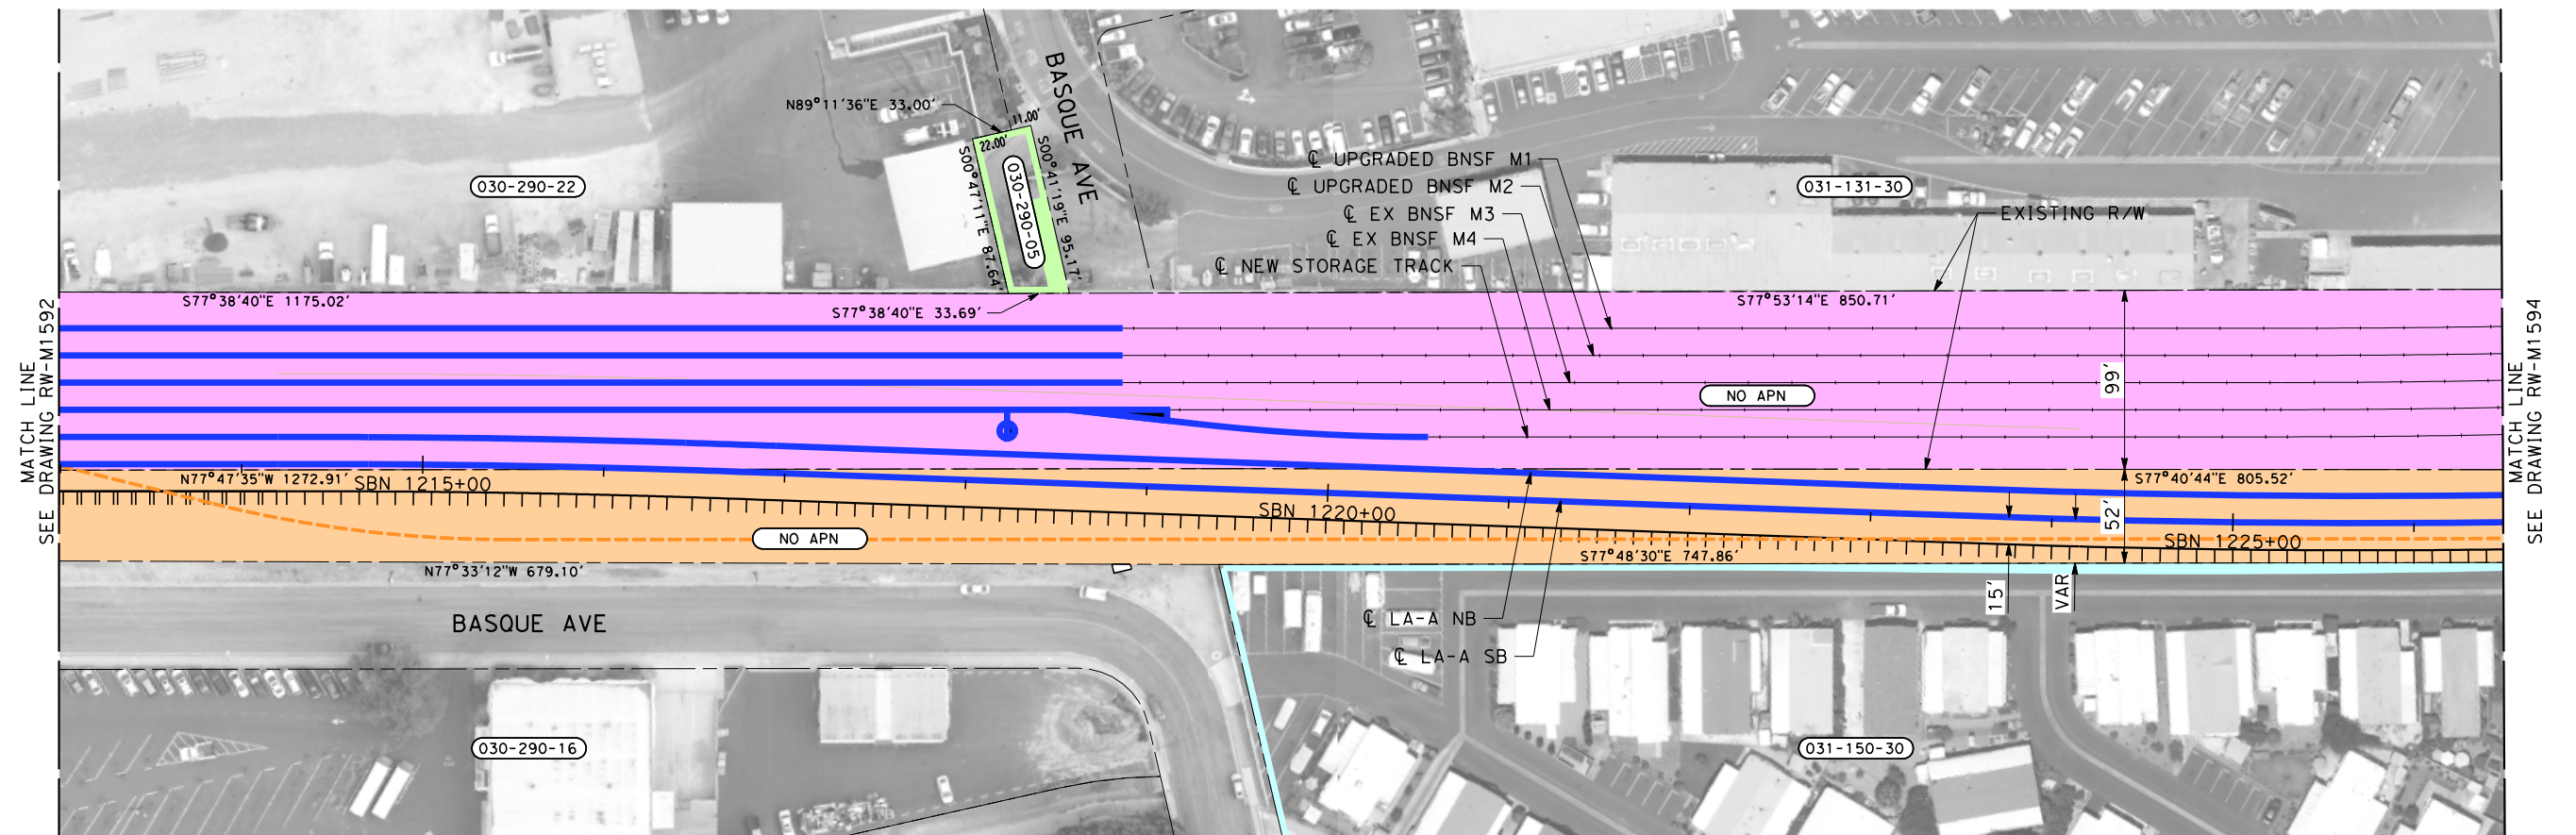 BASQUE AVE
N89°11'36"E 33.00'
11.00'
22.00'
S00°47'11"E 87.64'
030-290-05
S00°41'19"E 95.17'
030-290-22
031-131-30
℄ UPGRADED BNSF M1
℄ UPGRADED BNSF M2
℄ EX BNSF M3
℄ EX BNSF M4
℄ NEW STORAGE TRACK
EXISTING R/W
S77°38'40"E 1175.02'
S77°38'40"E 33.69'
S77°53'14"E 850.71'
MATCH LINE
SEE DRAWING RW-M1592
MATCH LINE
SEE DRAWING RW-M1594
99'
NO APN
N77°47'35"W 1272.91'
SBN 1215+00
S77°40'44"E 805.52'
SBN 1220+00
52'
NO APN
SBN 1225+00
S77°48'30"E 747.86'
N77°33'12"W 679.10'
15'
VAR
BASQUE AVE
℄ LA-A NB
℄ LA-A SB
030-290-16
031-150-30